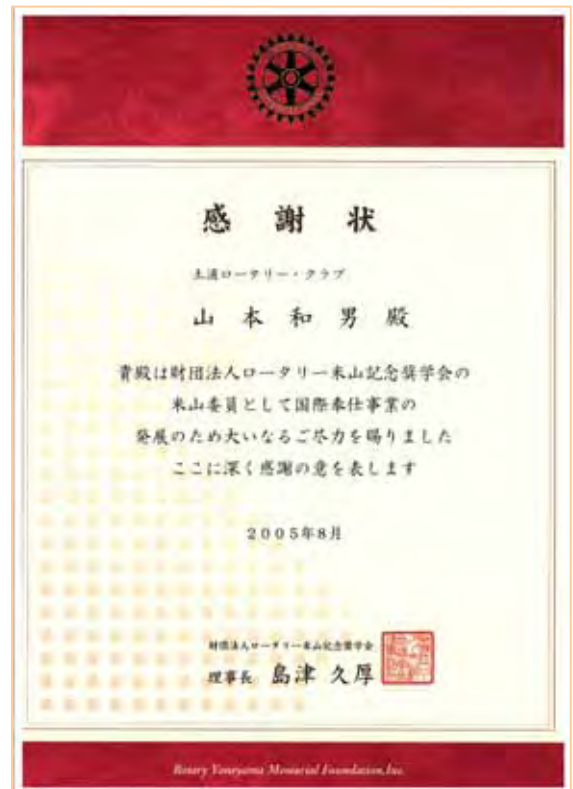 感謝状
土浦ロータリー・クラブ
山本和男殿
貴殿は財団法人ロータリー米山記念奨学会の
米山委員として国際奉仕事業の
発展のため大いなるご尽力を賜りました
ここに深く感謝の意を表します
2005年8月
財団法人ロータリー米山記念奨学会
理事長 島津久厚
Rotary Yoneyama Memorial Foundation, Inc.